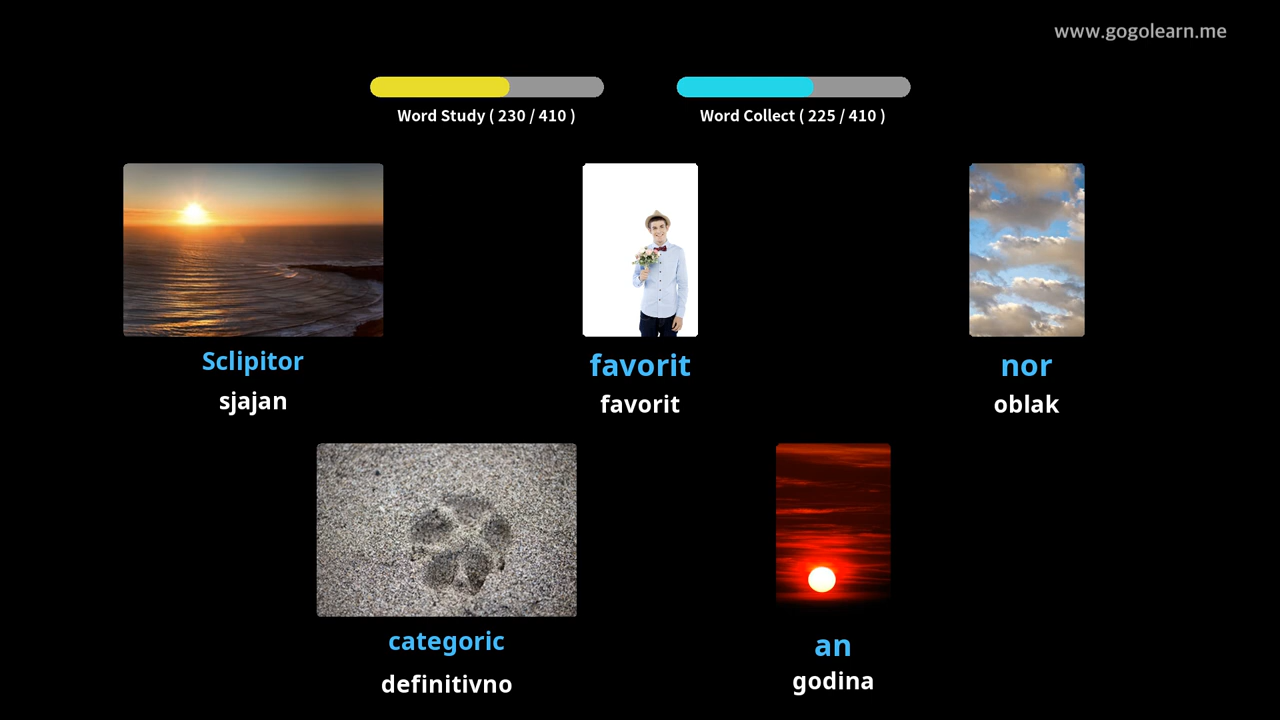 www.gogolearn.me
Word Study ( 230 / 410 )
Word Collect ( 225 / 410 )
Sclipitor
sjajan
favorit
favorit
nor
oblak
categoric
definitivno
an
godina